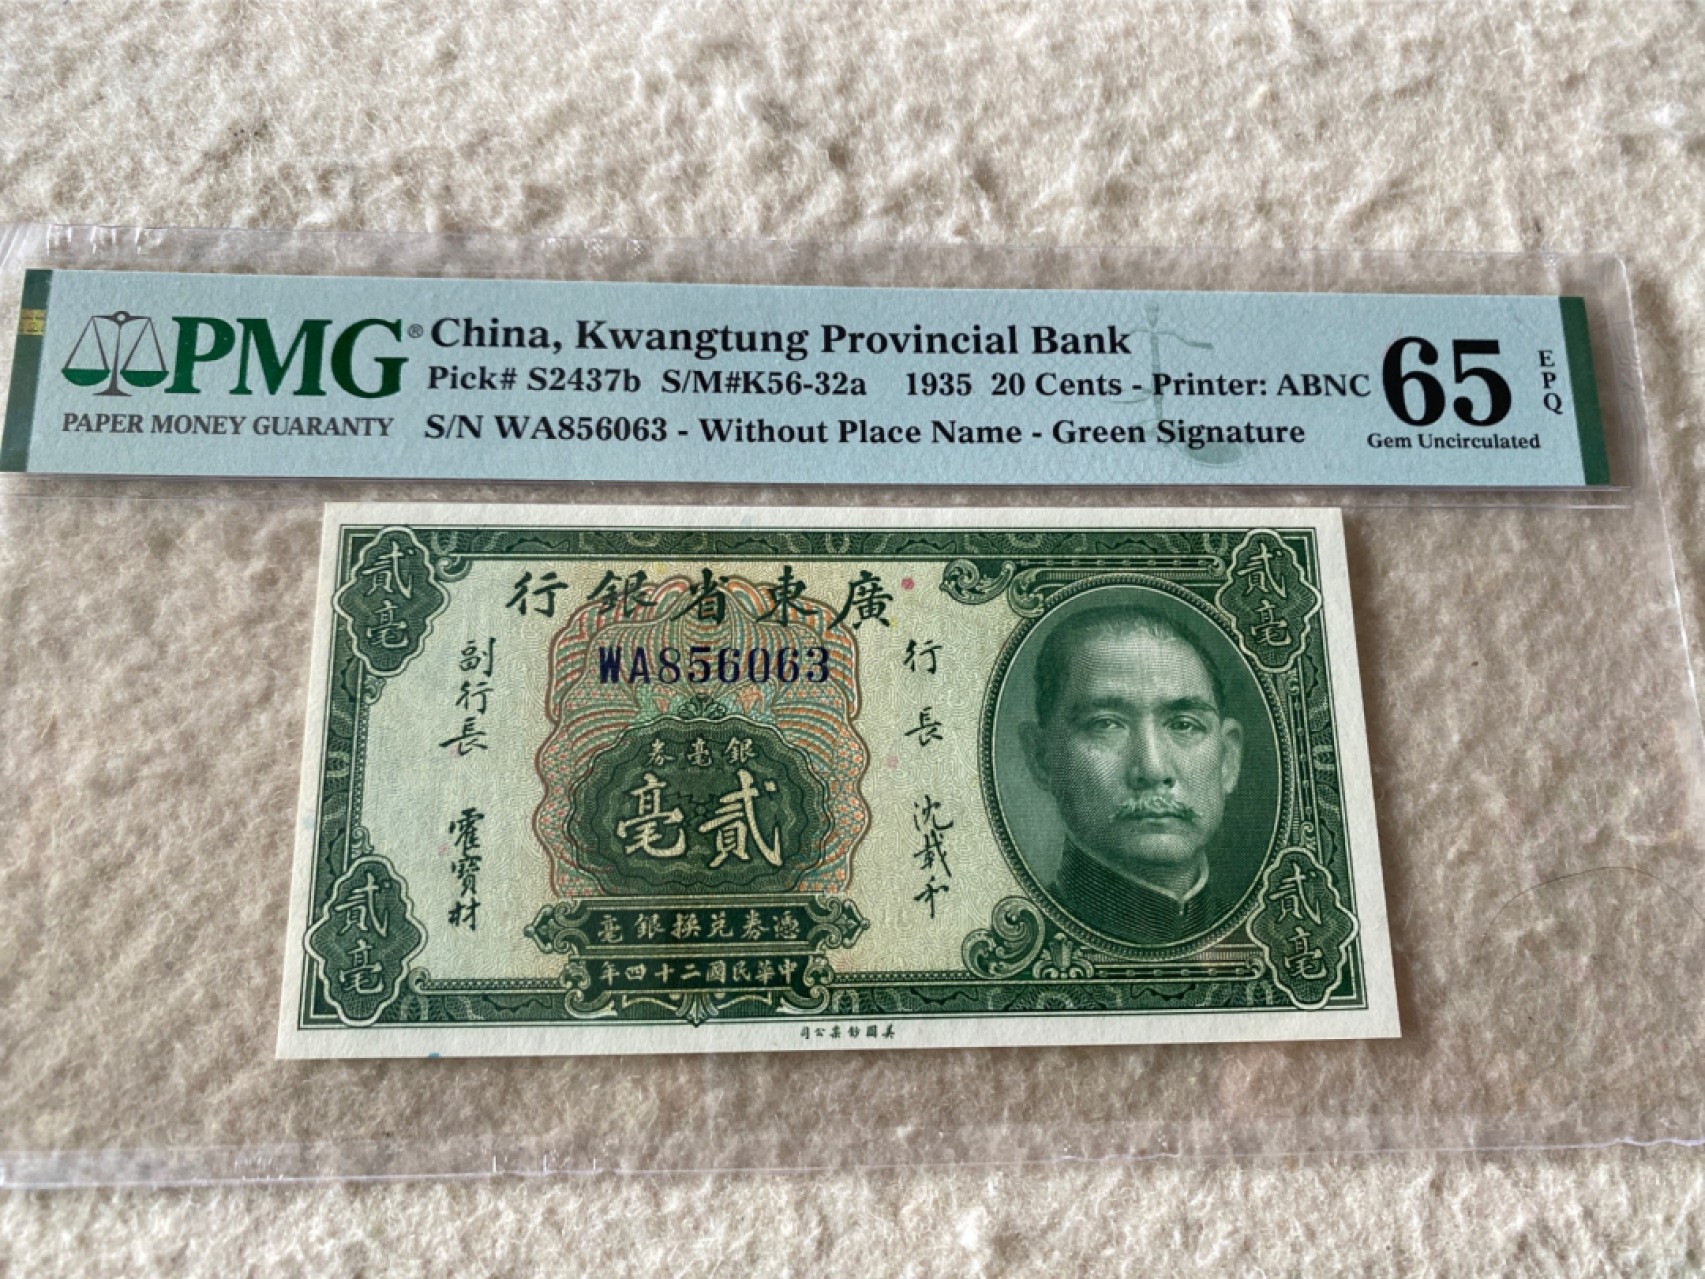 PMG® China, Kwangtung Provincial Bank
Pick# S2437b S/M#K56-32a 1935 20 Cents - Printer: ABNC
PAPER MONEY GUARANTY
S/N WA856063 - Without Place Name - Green Signature
65 EPQ
Gem Uncirculated
廣東省銀行
貳毫
貳毫
WA856063
行長 沈載和
副行長 霍寶材
銀毫券
貳毫
憑券兌換銀毫
中華民國二十四年
貳毫
貳毫
美國鈔票公司